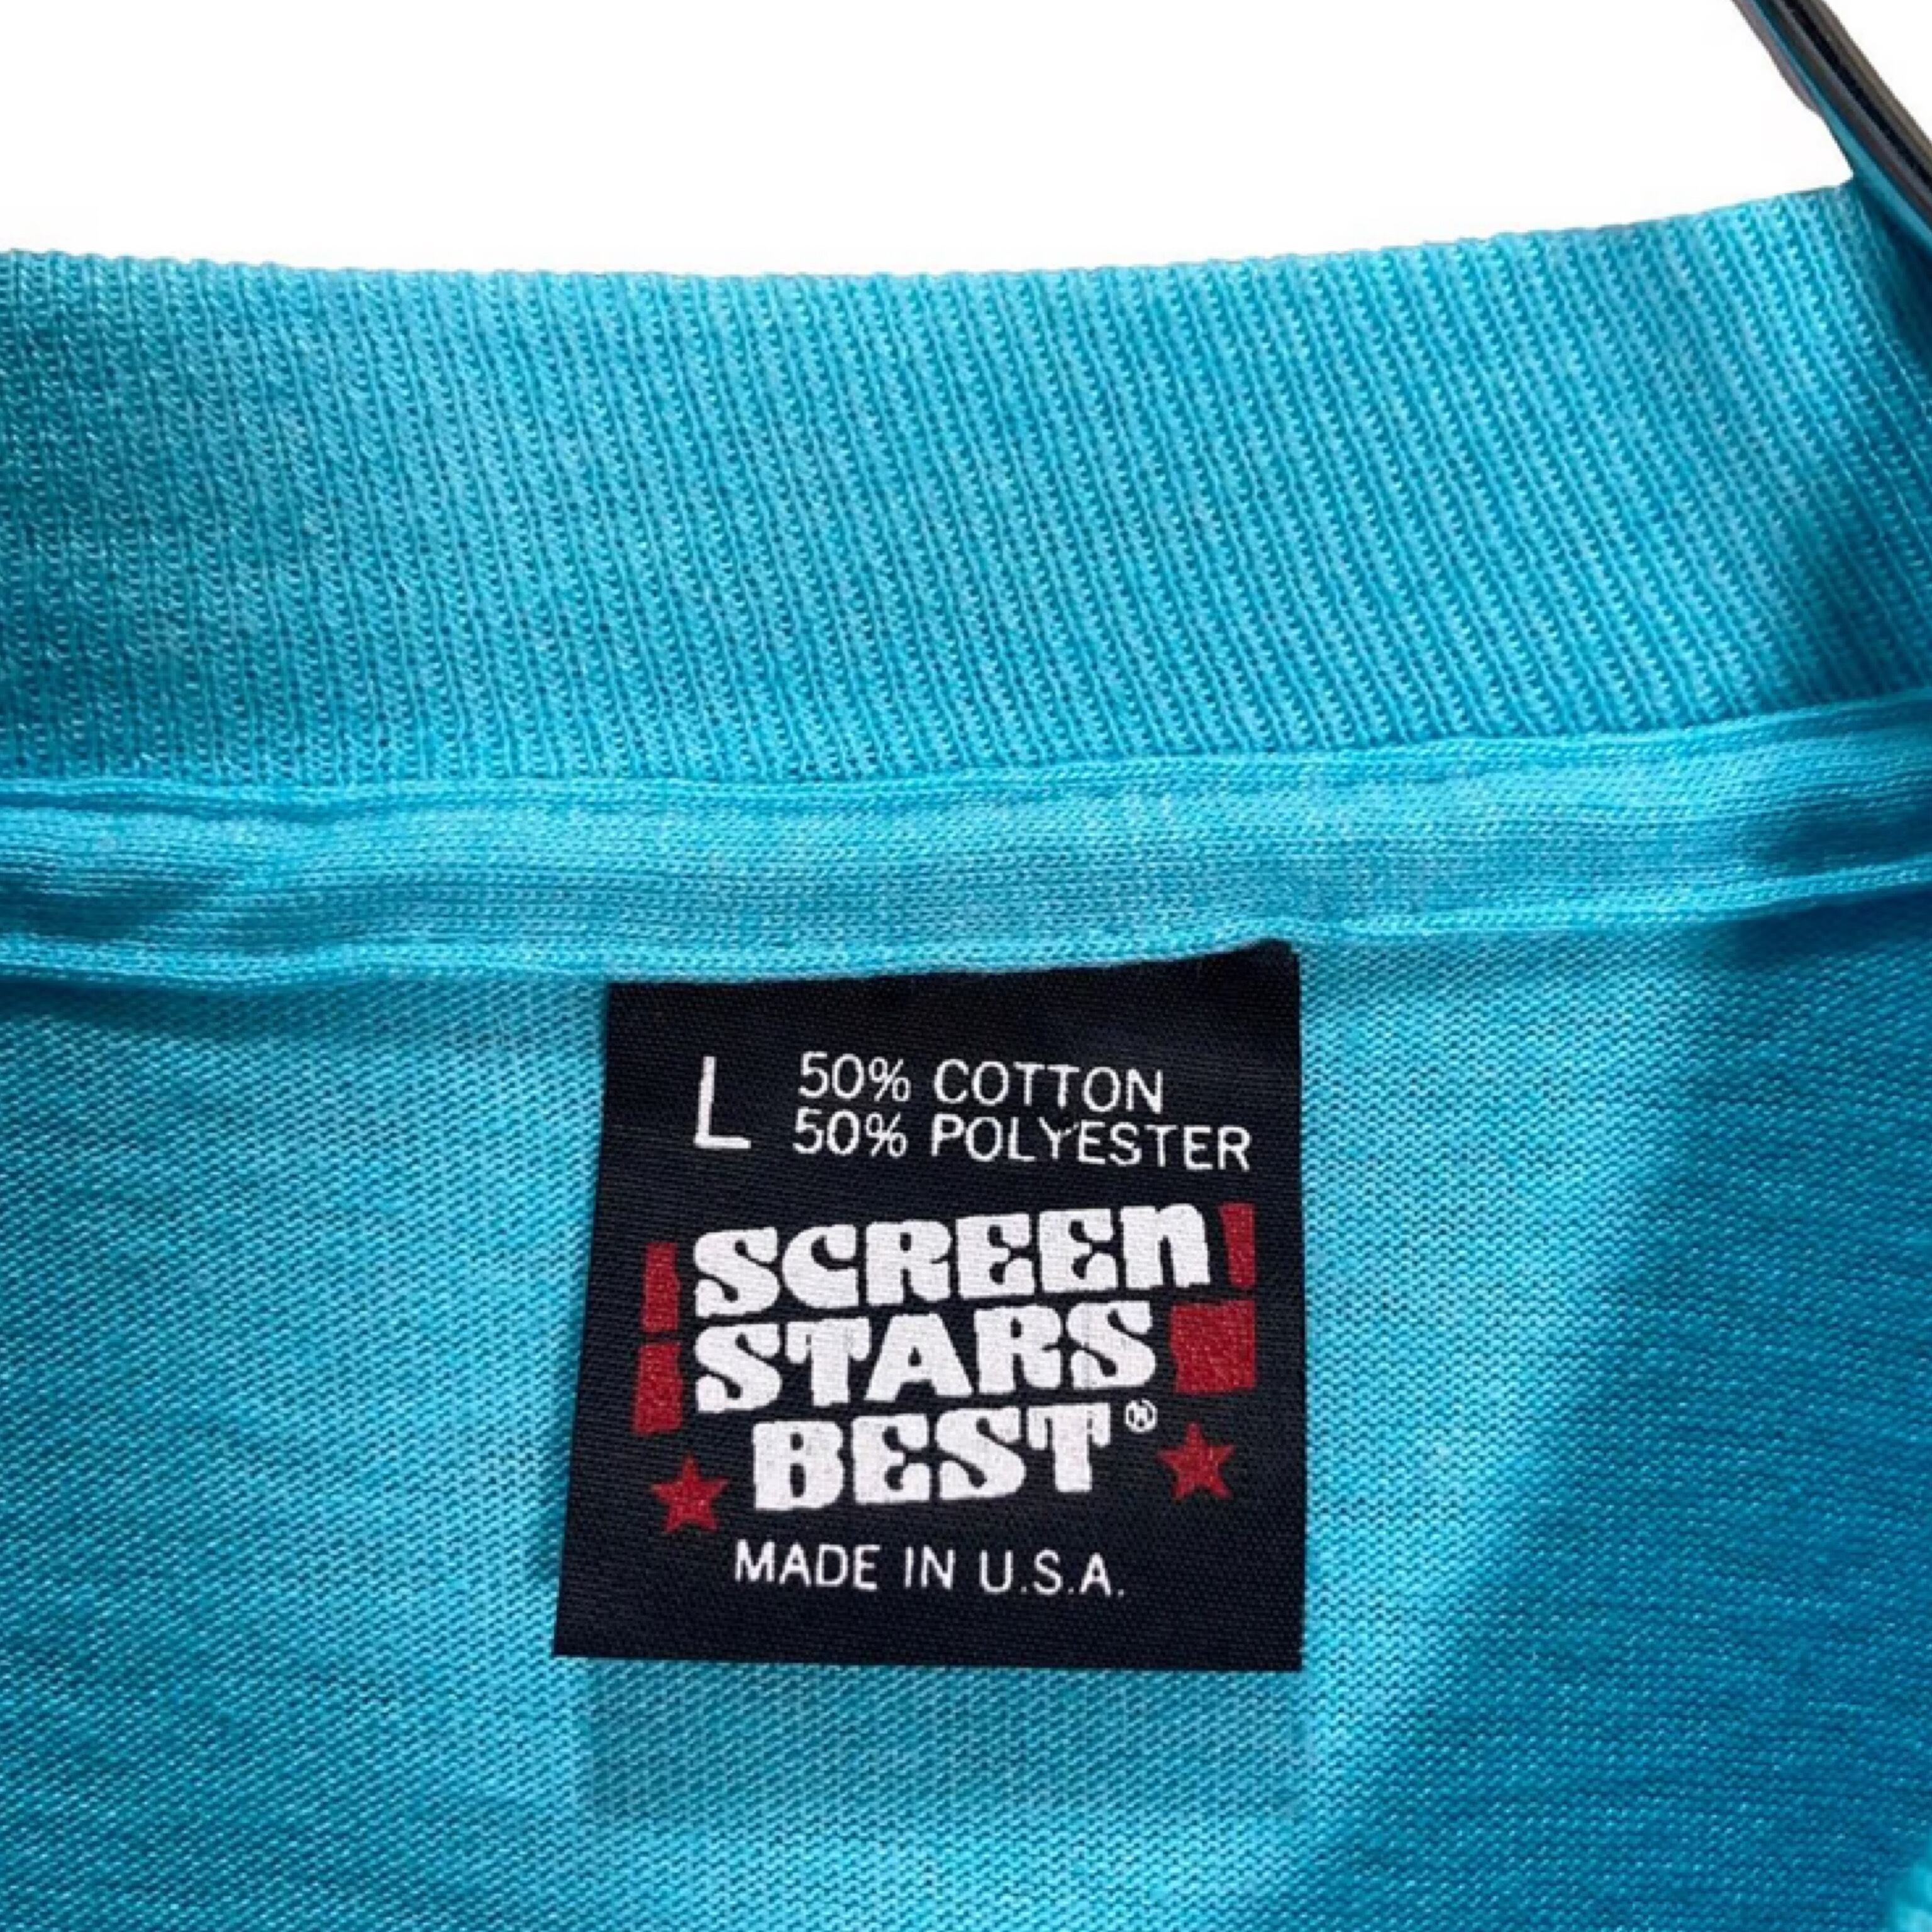 L 50% COTTON
50% POLYESTER
SCREEn
STARS
BEST®
MADE IN U.S.A.